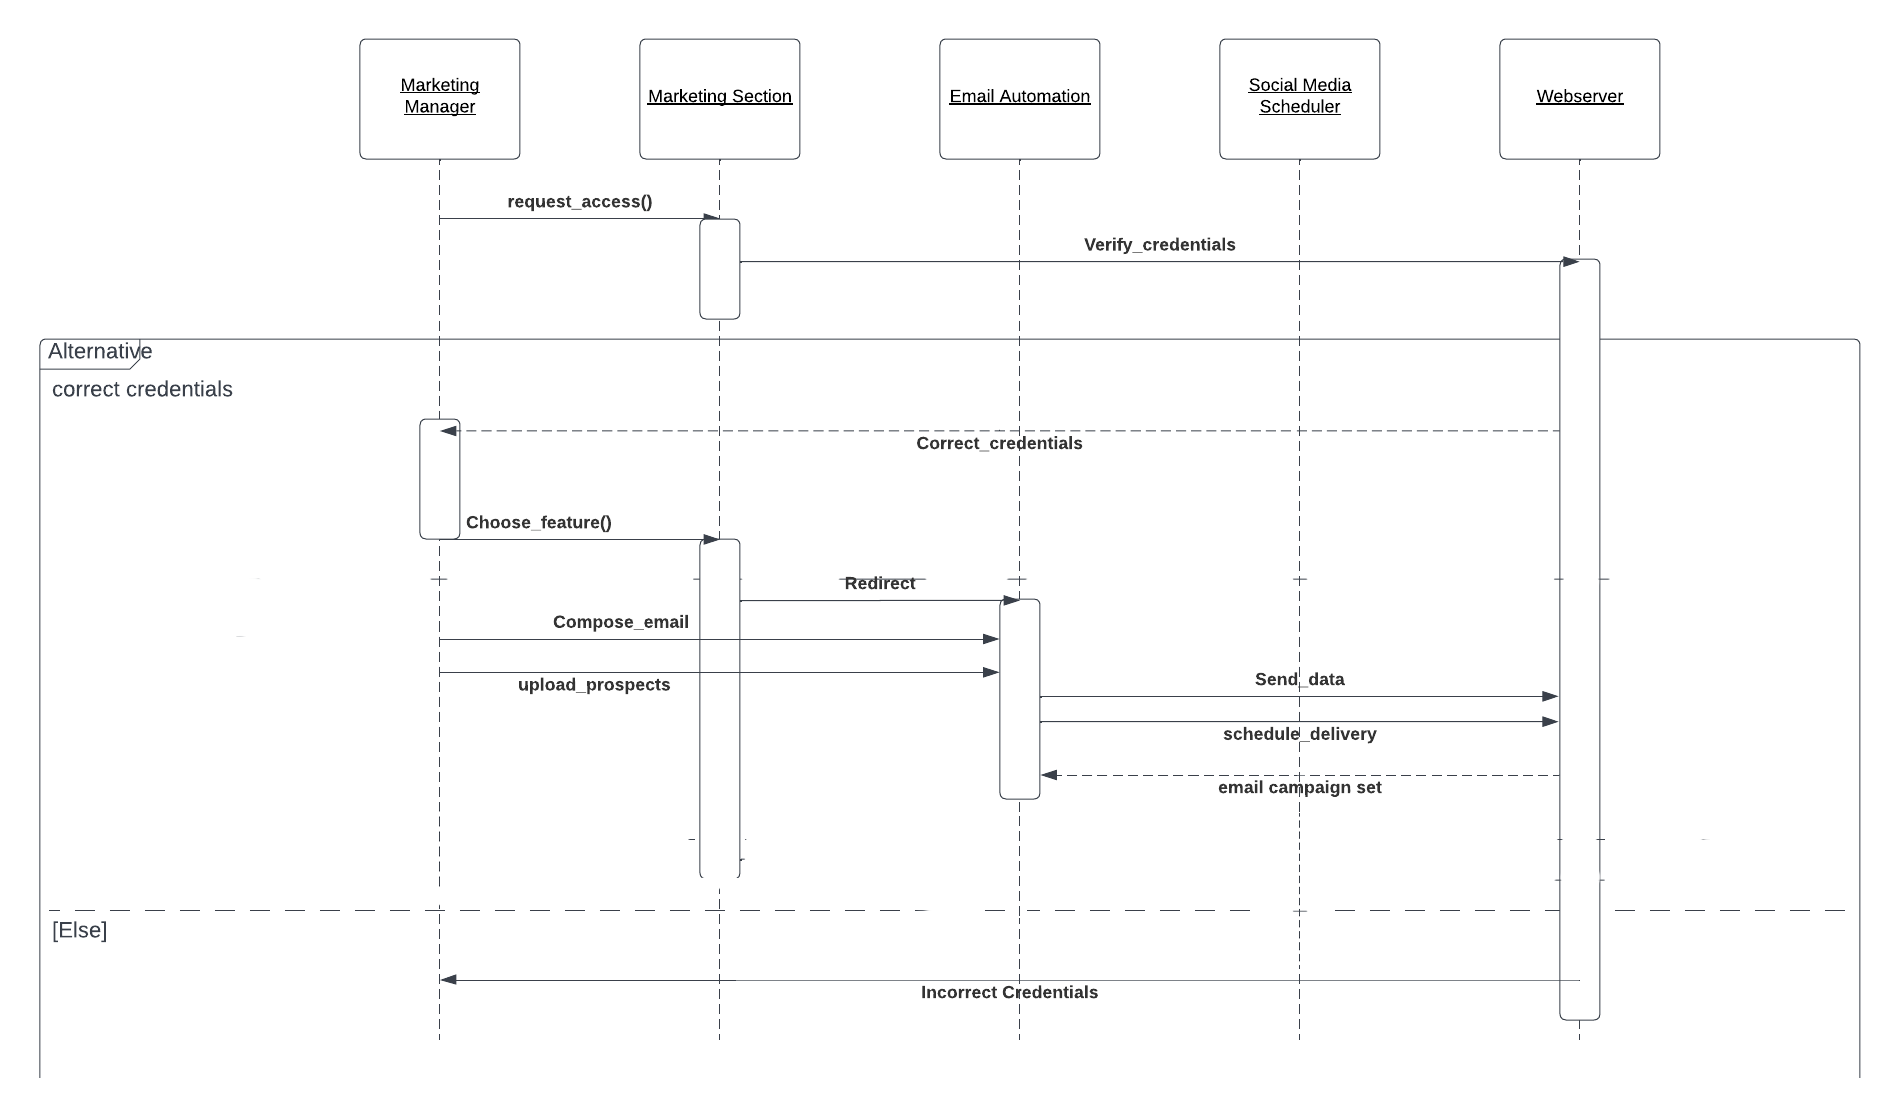 Marketing
Manager
Marketing Section
Email Automation
Social Media
Scheduler
Webserver
request_access()
Verify_credentials
Alternative
correct credentials
Correct_credentials
Choose_feature()
Redirect
Compose_email
upload_prospects
Send_data
schedule_delivery
email campaign set
[Else]
Incorrect Credentials